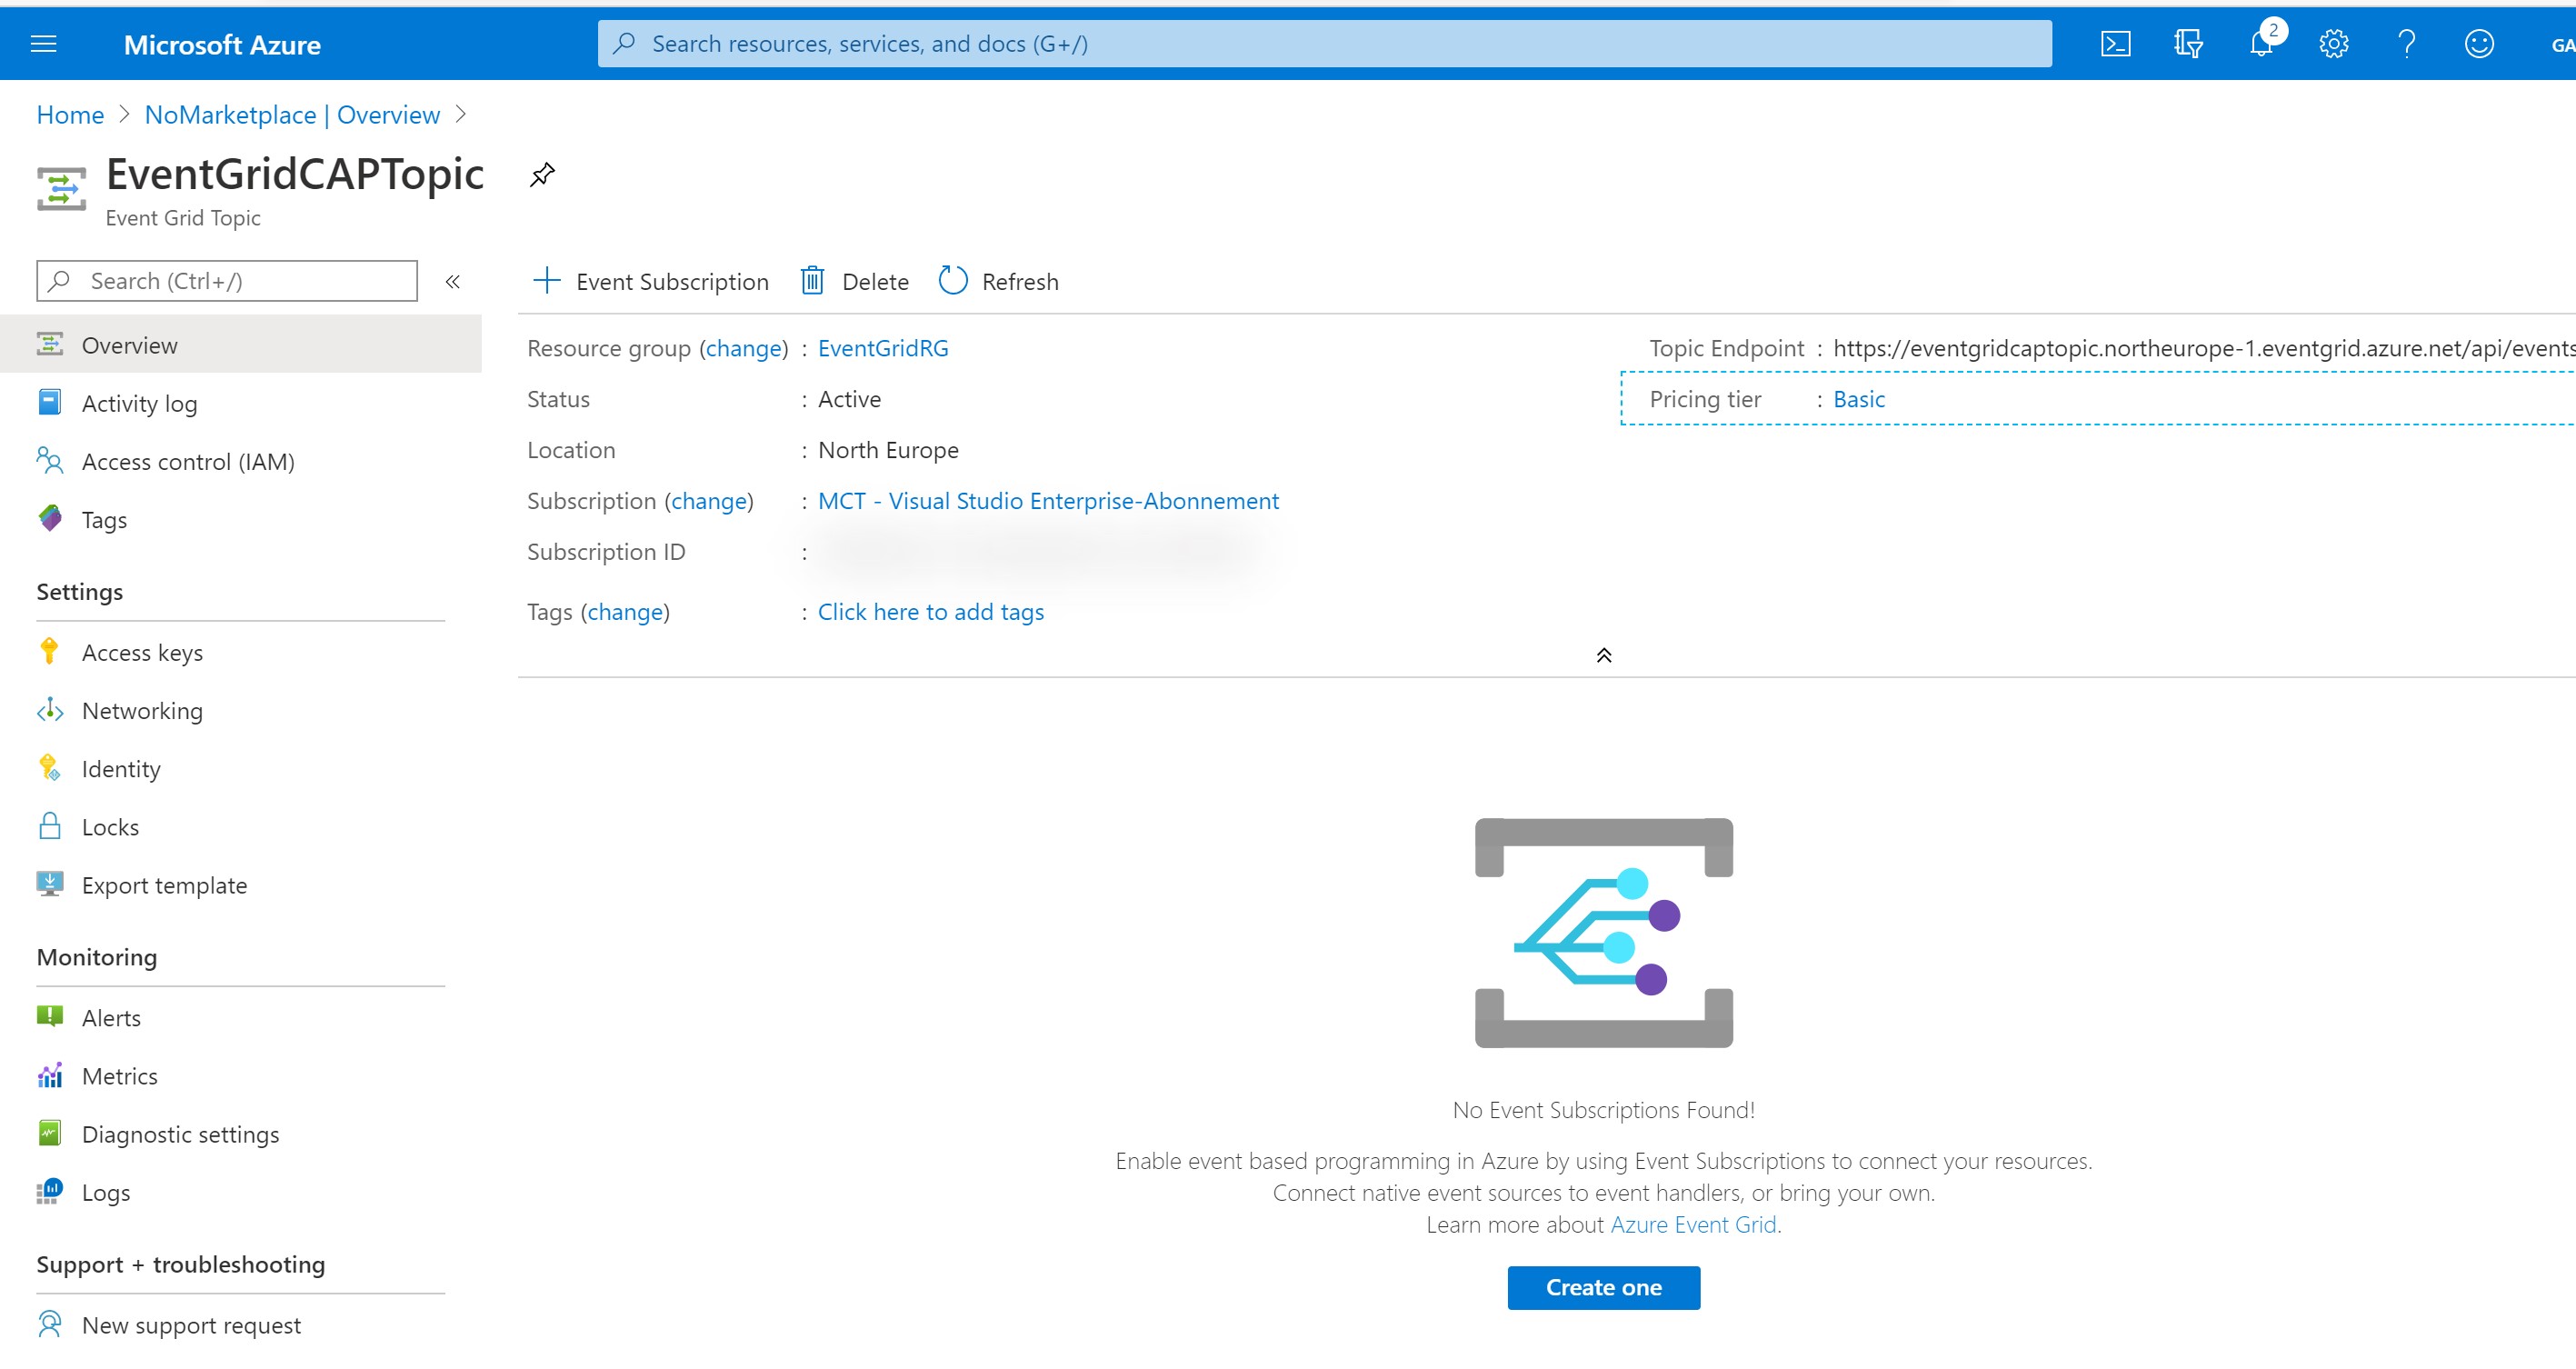 Microsoft Azure
Search resources, services, and docs (G+/)
2
GA
Home > NoMarketplace | Overview >
EventGridCAPTopic
Event Grid Topic
Search (Ctrl+/)
«
Event Subscription
Delete
Refresh
Overview
Activity log
Access control (IAM)
Tags
Settings
Access keys
Networking
Identity
Locks
Export template
Monitoring
Alerts
Metrics
Diagnostic settings
Logs
Support + troubleshooting
New support request
Resource group (change) : EventGridRG
Status : Active
Location : North Europe
Subscription (change) : MCT - Visual Studio Enterprise-Abonnement
Subscription ID :
Tags (change) : Click here to add tags
Topic Endpoint : https://eventgridcaptopic.northeurope-1.eventgrid.azure.net/api/events
Pricing tier : Basic
No Event Subscriptions Found!
Enable event based programming in Azure by using Event Subscriptions to connect your resources.
Connect native event sources to event handlers, or bring your own.
Learn more about Azure Event Grid.
Create one